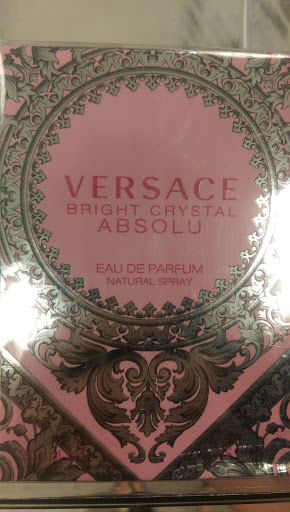 VERSACE
BRIGHT CRYSTAL
ABSOLU
EAU DE PARFUM
NATURAL SPRAY